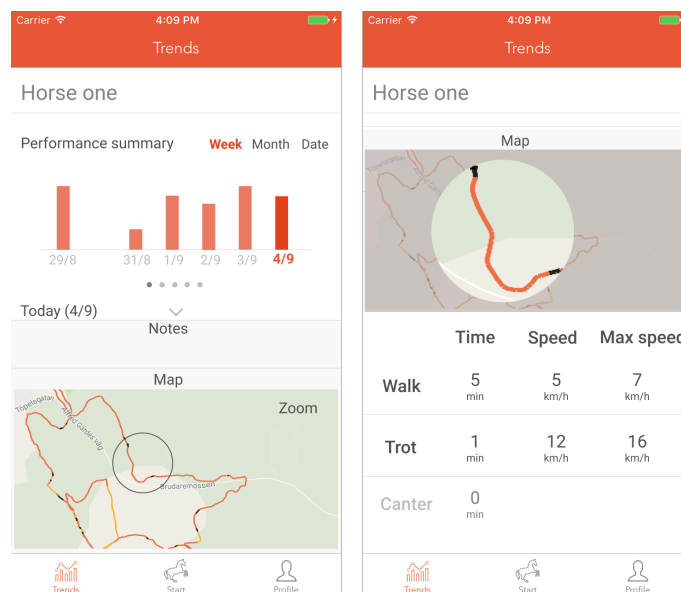 Carrier 4:09 PM
Trends
Horse one
Performance summary Week Month Date
29/8 31/8 1/9 2/9 3/9 4/9
Today (4/9)
Notes
Map
Zoom
Topelsgatan
Alfred Gärdes väg
Brudaremossen
Trends Start Profile
Carrier 4:09 PM
Trends
Horse one
Map
Topelsgatan
Time Speed Max speed
Walk 5 min 5 km/h 7 km/h
Trot 1 min 12 km/h 16 km/h
Canter 0 min
Trends Start Profile